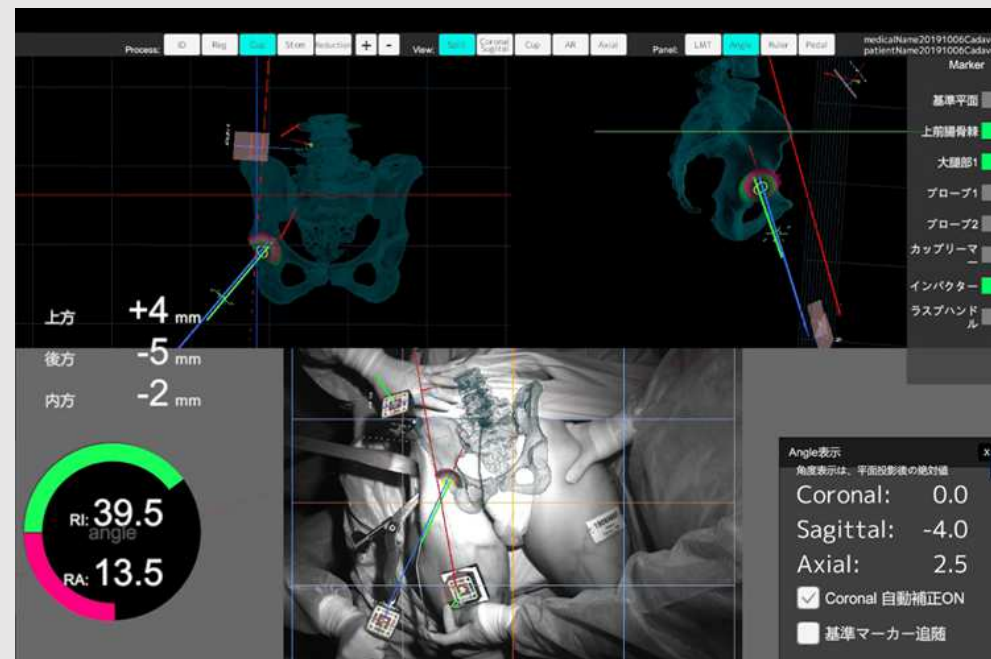 Process: ID Reg Cup Stem Reduction + - View: Split Coronal Sagittal Cup AR Axial Panel: LMT Angle Ruler Pedal
medicalName20191006Cadav
patientName20191006Cadav
Marker
基準平面
上前腸骨棘
大腿部1
プローブ1
プローブ2
カップリーマー
インパクター
ラスプハンドル
上方 +4 mm
後方 -5 mm
内方 -2 mm
RI: 39.5
angle
RA: 13.5
Angle表示 x
角度表示は、平面投影後の絶対値
Coronal: 0.0
Sagittal: -4.0
Axial: 2.5
Coronal 自動補正ON
基準マーカー追随